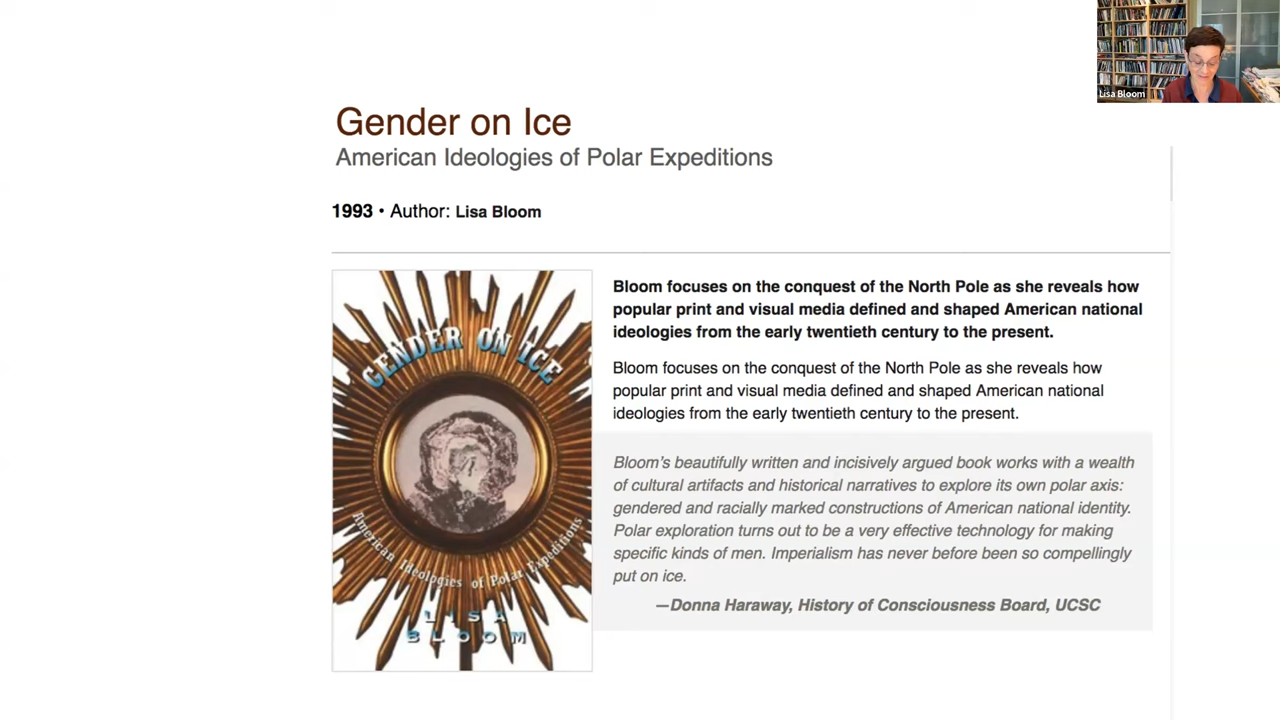 Lisa Bloom
Gender on Ice
American Ideologies of Polar Expeditions
1993 • Author: Lisa Bloom
GENDER ON ICE
American Ideologies of Polar Expeditions
LISA
BLOOM
Bloom focuses on the conquest of the North Pole as she reveals how
popular print and visual media defined and shaped American national
ideologies from the early twentieth century to the present.
Bloom focuses on the conquest of the North Pole as she reveals how
popular print and visual media defined and shaped American national
ideologies from the early twentieth century to the present.
Bloom's beautifully written and incisively argued book works with a wealth
of cultural artifacts and historical narratives to explore its own polar axis:
gendered and racially marked constructions of American national identity.
Polar exploration turns out to be a very effective technology for making
specific kinds of men. Imperialism has never before been so compellingly
put on ice.
—Donna Haraway, History of Consciousness Board, UCSC